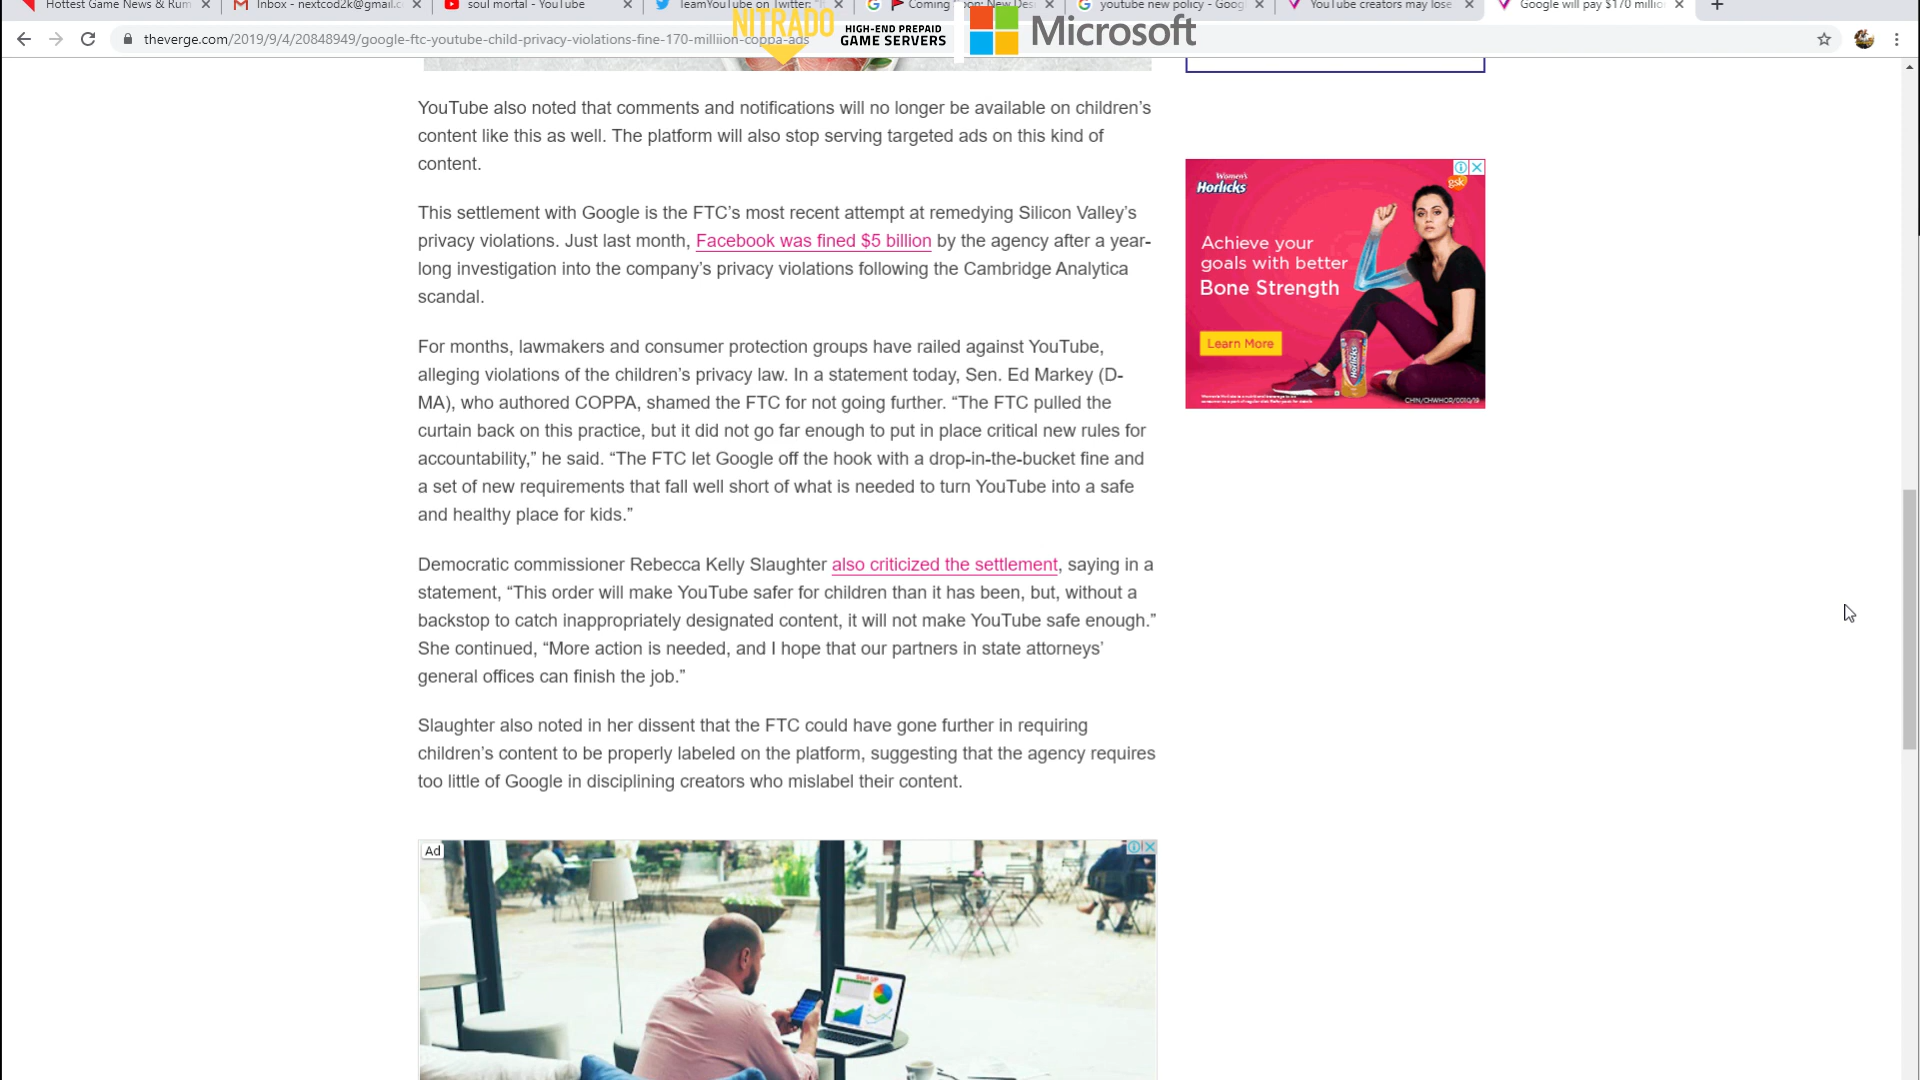 Hottest Game News & Rum
Inbox - nextcod2k@gmail.c
soul mortal - YouTube
TeamYouTube on Twitter:
Coming
oon: New Des
youtube new policy - Goog
YouTube creators may lose
Google will pay $170 millio
theverge.com/2019/9/4/20848949/google-ftc-youtube-child-privacy-violations-fine-170-milliion-coppa-ads
NITRADO
HIGH-END PREPAID
GAME SERVERS
Microsoft
YouTube also noted that comments and notifications will no longer be available on children’s
content like this as well. The platform will also stop serving targeted ads on this kind of
content.
This settlement with Google is the FTC’s most recent attempt at remedying Silicon Valley’s
privacy violations. Just last month, Facebook was fined $5 billion by the agency after a year-
long investigation into the company’s privacy violations following the Cambridge Analytica
scandal.
For months, lawmakers and consumer protection groups have railed against YouTube,
alleging violations of the children’s privacy law. In a statement today, Sen. Ed Markey (D-
MA), who authored COPPA, shamed the FTC for not going further. “The FTC pulled the
curtain back on this practice, but it did not go far enough to put in place critical new rules for
accountability,” he said. “The FTC let Google off the hook with a drop-in-the-bucket fine and
a set of new requirements that fall well short of what is needed to turn YouTube into a safe
and healthy place for kids.”
Democratic commissioner Rebecca Kelly Slaughter also criticized the settlement, saying in a
statement, “This order will make YouTube safer for children than it has been, but, without a
backstop to catch inappropriately designated content, it will not make YouTube safe enough.”
She continued, “More action is needed, and I hope that our partners in state attorneys’
general offices can finish the job.”
Slaughter also noted in her dissent that the FTC could have gone further in requiring
children’s content to be properly labeled on the platform, suggesting that the agency requires
too little of Google in disciplining creators who mislabel their content.
Women's
Horlicks
gsk
Achieve your
goals with better
Bone Strength
Learn More
Horlicks
CHIN/CHWHOR/0010/19
Ad
Start UP